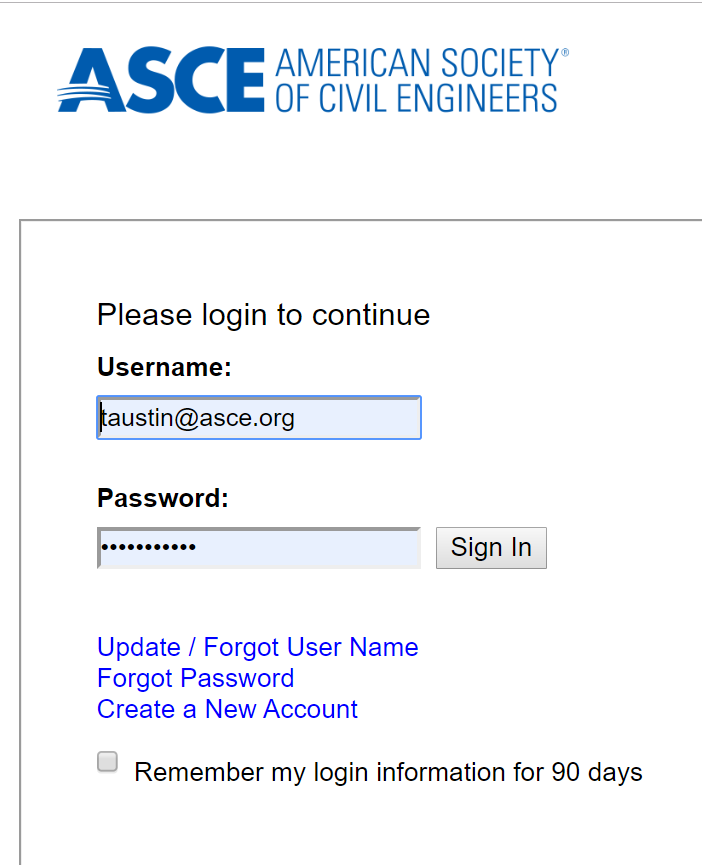 ASCE AMERICAN SOCIETY®
OF CIVIL ENGINEERS
Please login to continue
Username:
taustin@asce.org
Password:
•••••••••••
Sign In
Update / Forgot User Name
Forgot Password
Create a New Account
Remember my login information for 90 days